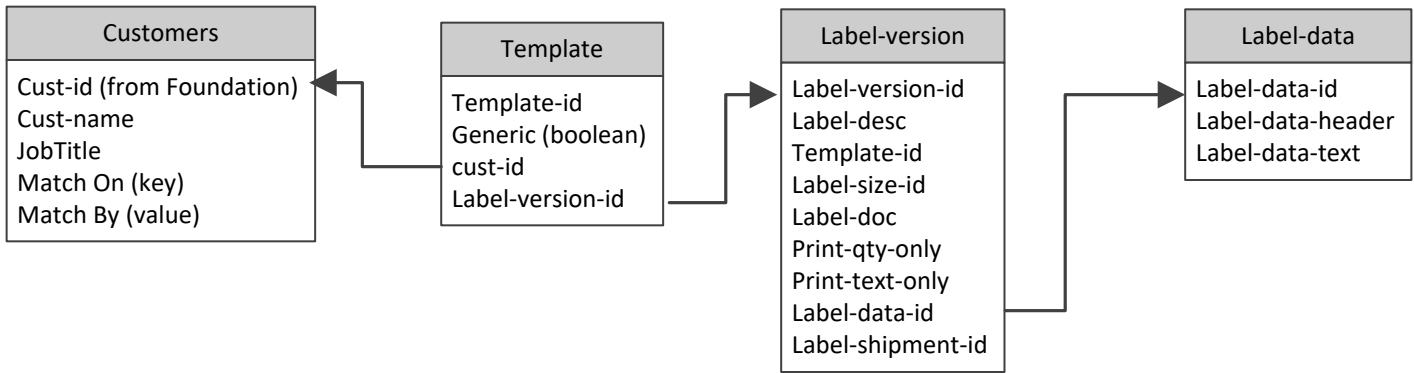 Customers
Cust-id (from Foundation)
Cust-name
JobTitle
Match On (key)
Match By (value)
Template
Template-id
Generic (boolean)
cust-id
Label-version-id
Label-version
Label-version-id
Label-desc
Template-id
Label-size-id
Label-doc
Print-qty-only
Print-text-only
Label-data-id
Label-shipment-id
Label-data
Label-data-id
Label-data-header
Label-data-text